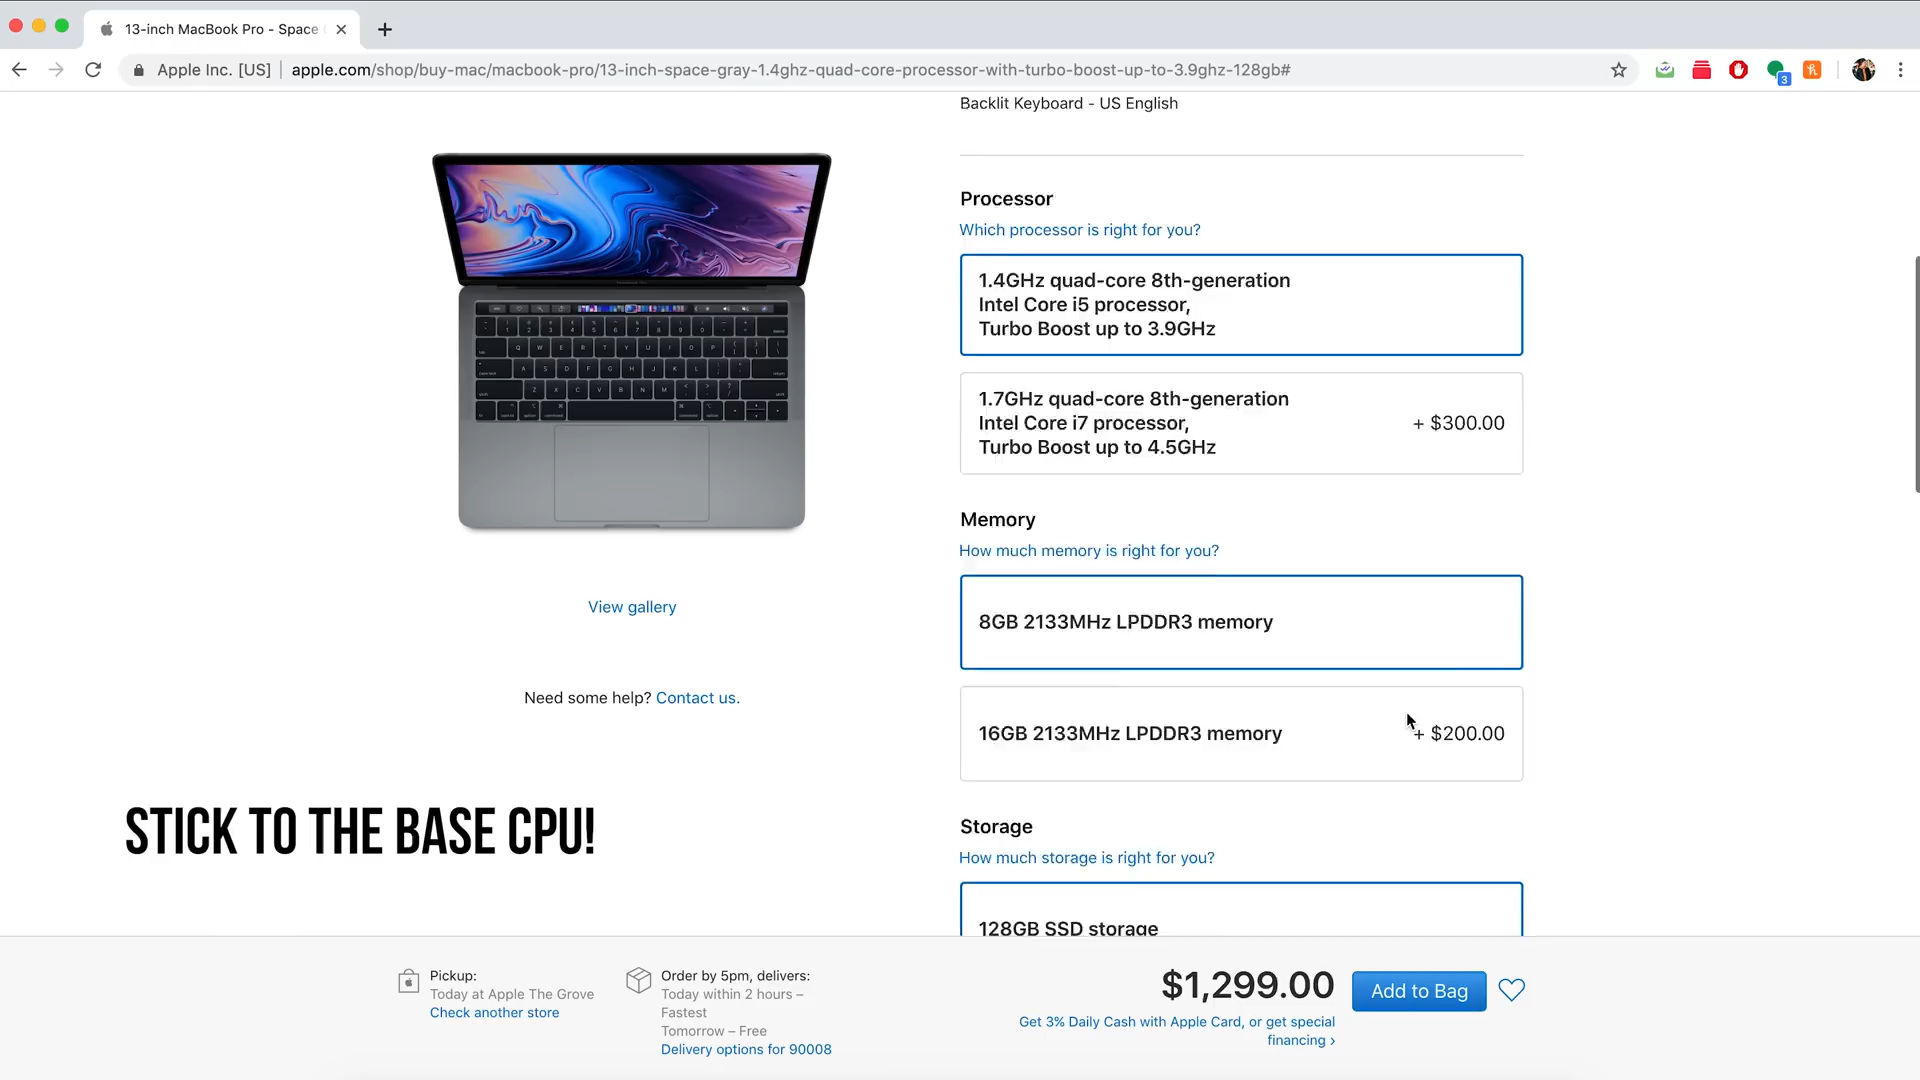 13-inch MacBook Pro - Space
Apple Inc. [US] apple.com/shop/buy-mac/macbook-pro/13-inch-space-gray-1.4ghz-quad-core-processor-with-turbo-boost-up-to-3.9ghz-128gb#
3
Backlit Keyboard - US English
Processor
Which processor is right for you?
1.4GHz quad-core 8th-generation
Intel Core i5 processor,
Turbo Boost up to 3.9GHz
1.7GHz quad-core 8th-generation
Intel Core i7 processor,
Turbo Boost up to 4.5GHz
+ $300.00
Memory
How much memory is right for you?
8GB 2133MHz LPDDR3 memory
16GB 2133MHz LPDDR3 memory
+ $200.00
Storage
How much storage is right for you?
128GB SSD storage
View gallery
Need some help? Contact us.
STICK TO THE BASE CPU!
Pickup:
Today at Apple The Grove
Check another store
Order by 5pm, delivers:
Today within 2 hours –
Fastest
Tomorrow – Free
Delivery options for 90008
$1,299.00
Add to Bag
Get 3% Daily Cash with Apple Card, or get special
financing ›